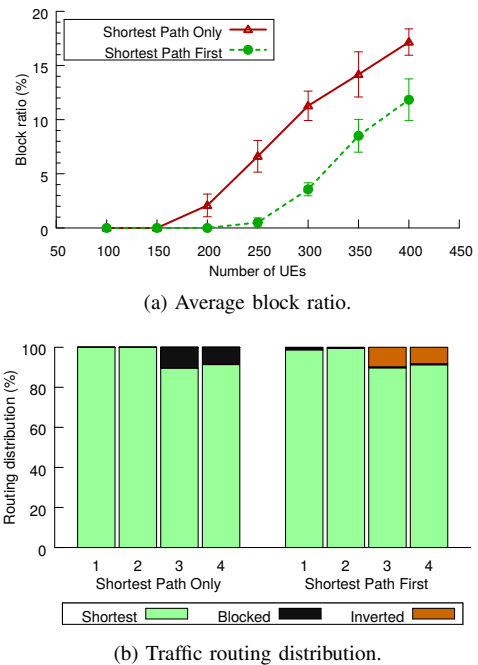 20
15
10
5
0
Block ratio (%)
Shortest Path Only
Shortest Path First
50 100 150 200 250 300 350 400 450
Number of UEs
(a) Average block ratio.
100
80
60
40
20
0
Routing distribution (%)
1 2 3 4 1 2 3 4
Shortest Path Only Shortest Path First
Shortest Blocked Inverted
(b) Traffic routing distribution.